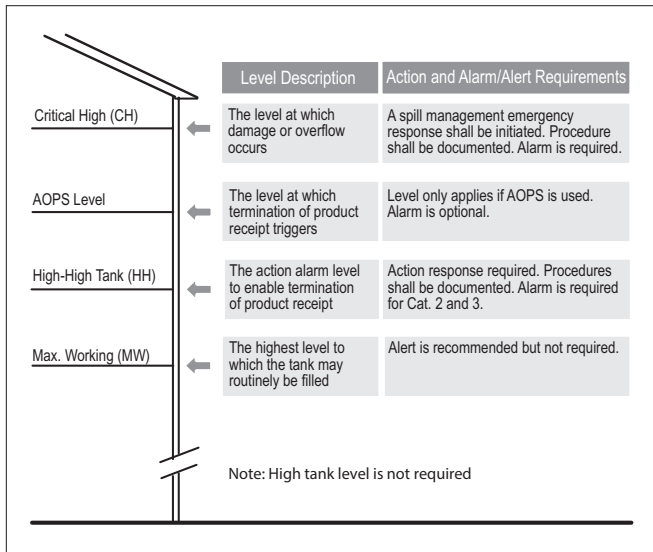 Level Description
Action and Alarm/Alert Requirements
Critical High (CH)
The level at which
damage or overflow
occurs
A spill management emergency
response shall be initiated. Procedure
shall be documented. Alarm is required.
AOPS Level
The level at which
termination of product
receipt triggers
Level only applies if AOPS is used.
Alarm is optional.
High-High Tank (HH)
The action alarm level
to enable termination
of product receipt
Action response required. Procedures
shall be documented. Alarm is required
for Cat. 2 and 3.
Max. Working (MW)
The highest level to
which the tank may
routinely be filled
Alert is recommended but not required.
Note: High tank level is not required